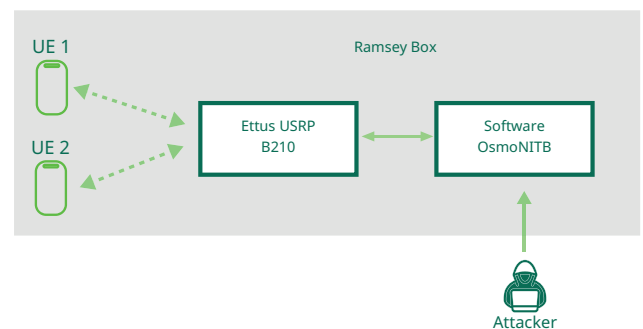 UE 1
Ramsey Box
UE 2
Ettus USRP
B210
Software
OsmoNITB
Attacker